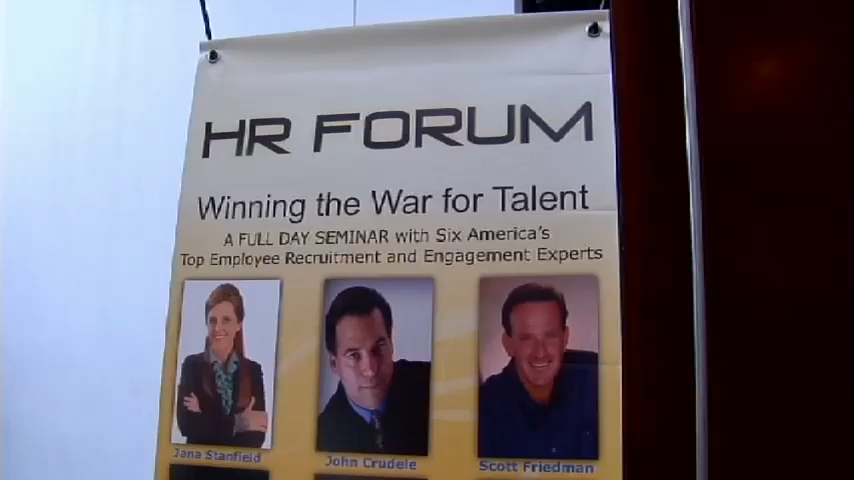 HR FORUM
Winning the War for Talent
A FULL DAY SEMINAR with Six America's
Top Employee Recruitment and Engagement Experts
Jana Stanfield
John Crudele
Scott Friedman